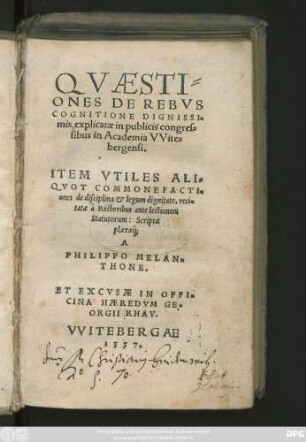 QVÆSTI-
ONES DE REBVS
COGNITIONE DIGNISSI-
mis, explicatæ in publicis congres-
sibus in Academia VVite-
bergensi.
ITEM VTILES ALI-
QVOT COMMONEFACTI-
ones de disciplina & legum dignitate, reci-
tatæ à Rectoribus ante lectionem
statutorum: Scriptæ
pleræq;
A
PHILIPPO MELAN-
THONE.
ET EXCVSÆ IN OFFI-
CINA HÆREDVM GE-
ORGII RHAV.
VVITEBERGAE
1557.